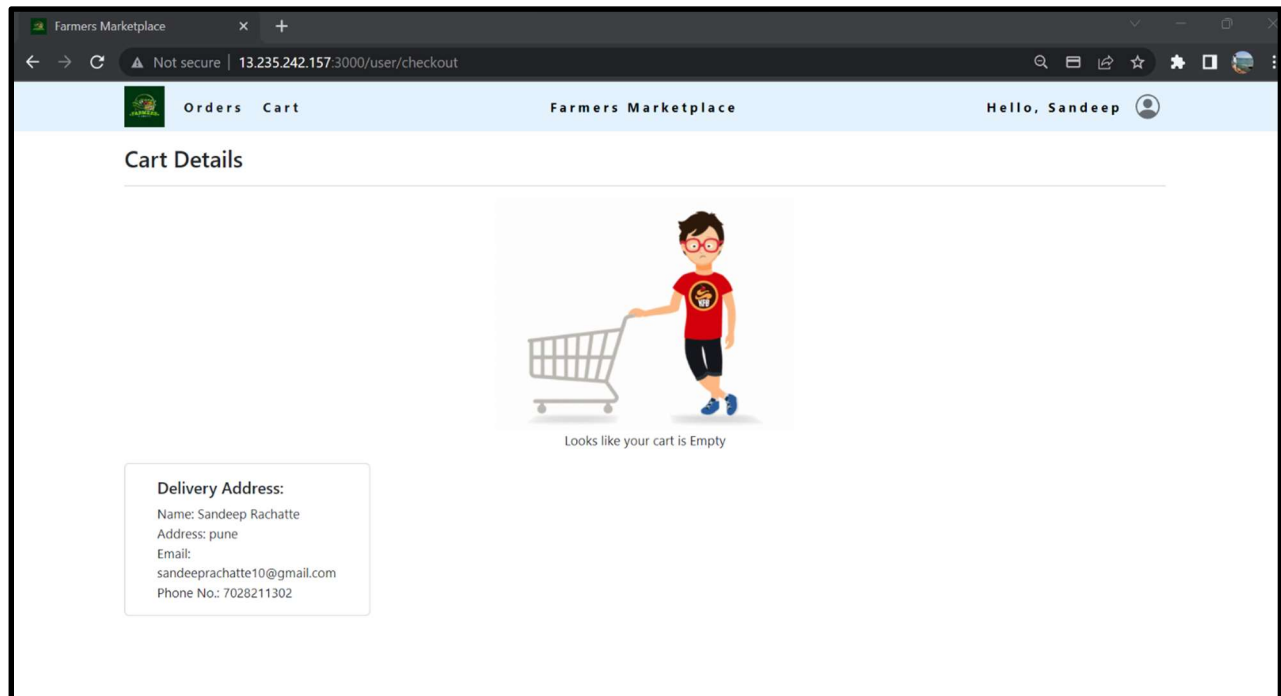 Farmers Marketplace
Not secure | 13.235.242.157:3000/user/checkout
Orders Cart Farmers Marketplace Hello, Sandeep
Cart Details
Looks like your cart is Empty
Delivery Address:
Name: Sandeep Rachatte
Address: pune
Email:
sandeeprachatte10@gmail.com
Phone No.: 7028211302